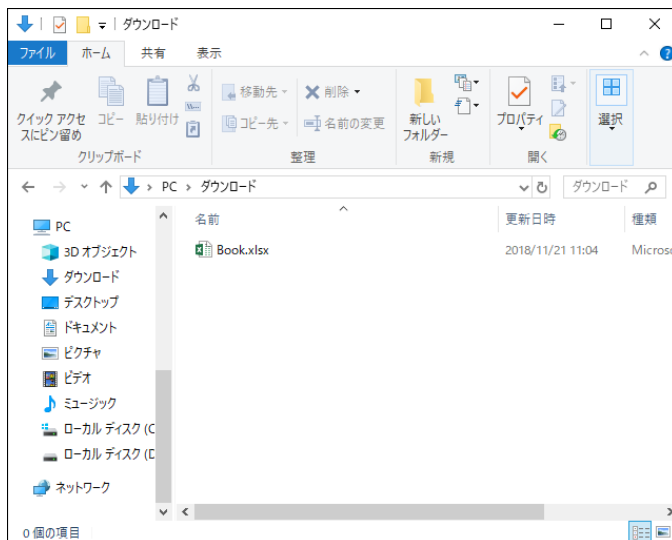 ダウンロード
ファイル ホーム 共有 表示
クイック アクセスにピン留め コピー 貼り付け
移動先 削除
コピー先 名前の変更
新しいフォルダー
プロパティ
選択
クリップボード 整理 新規 開く
PC ダウンロード ダウンロード
名前 更新日時 種類
Book.xlsx 2018/11/21 11:04 Microso
PC
3D オブジェクト
ダウンロード
デスクトップ
ドキュメント
ピクチャ
ビデオ
ミュージック
ローカル ディスク (C
ローカル ディスク (D
ネットワーク
0 個の項目